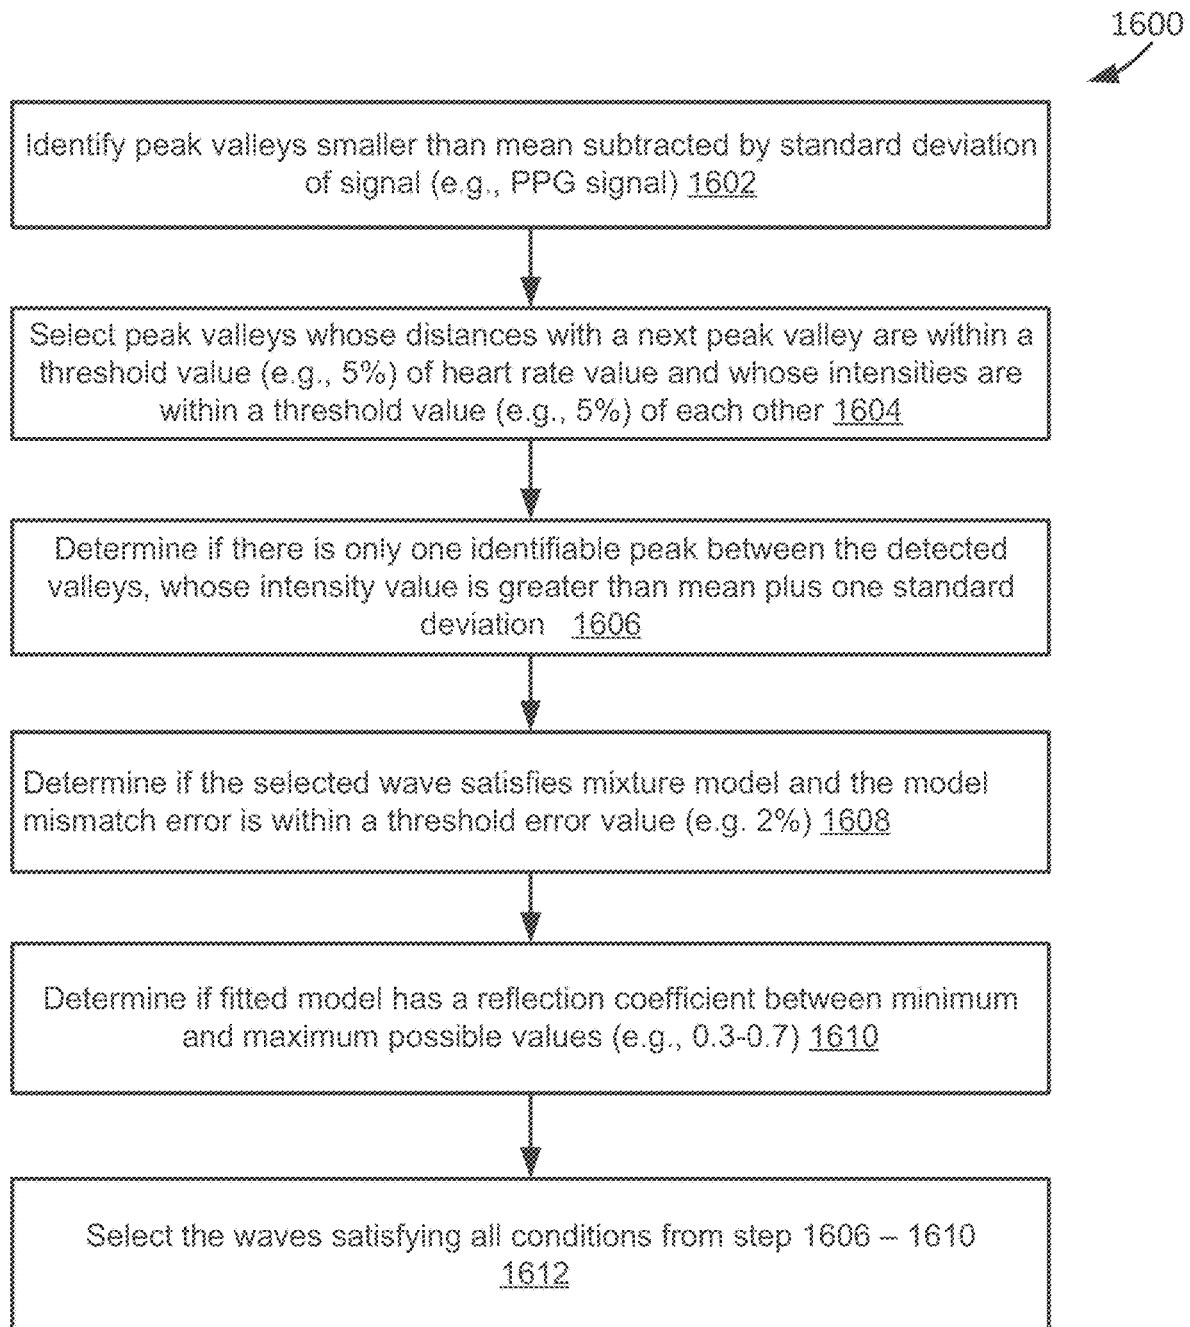 1600
Identify peak valleys smaller than mean subtracted by standard deviation
of signal (e.g., PPG signal) 1602
Select peak valleys whose distances with a next peak valley are within a
threshold value (e.g., 5%) of heart rate value and whose intensities are
within a threshold value (e.g., 5%) of each other 1604
Determine if there is only one identifiable peak between the detected
valleys, whose intensity value is greater than mean plus one standard
deviation 1606
Determine if the selected wave satisfies mixture model and the model
mismatch error is within a threshold error value (e.g. 2%) 1608
Determine if fitted model has a reflection coefficient between minimum
and maximum possible values (e.g., 0.3-0.7) 1610
Select the waves satisfying all conditions from step 1606 – 1610
1612